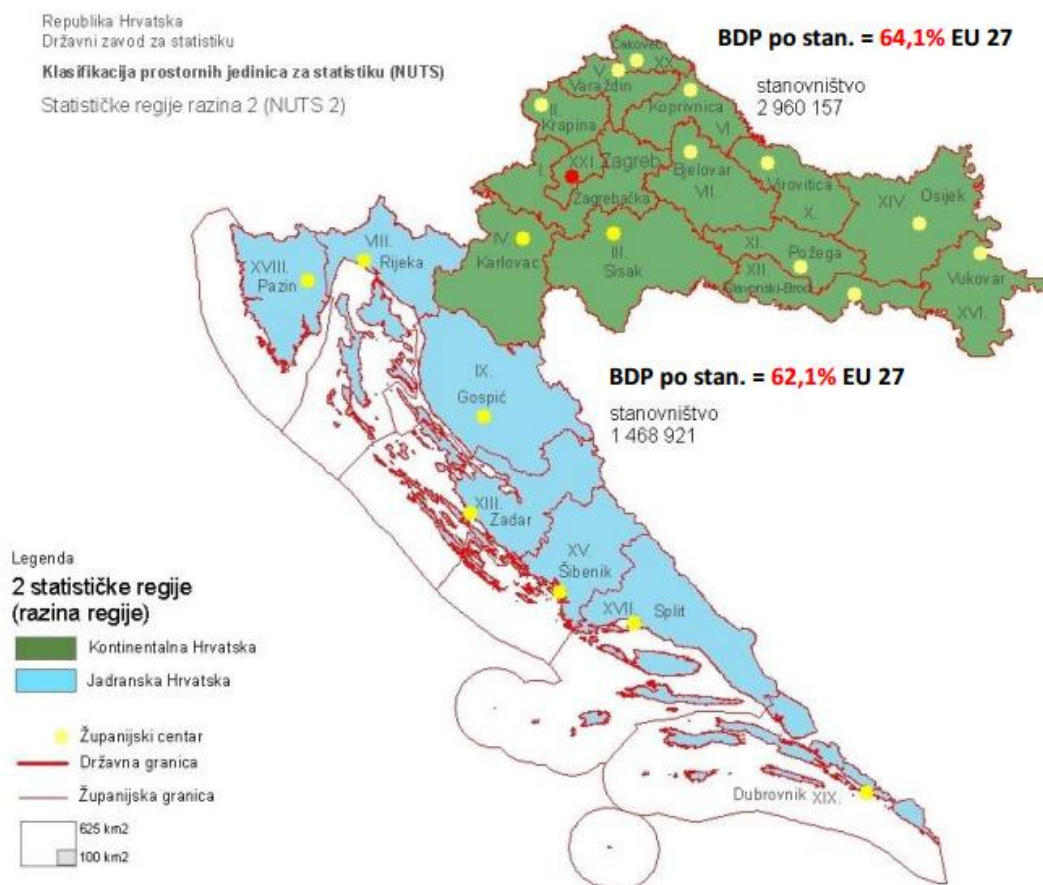 Republika Hrvatska
Državni zavod za statistiku
Klasifikacija prostornih jedinica za statistiku (NUTS)
Statističke regije razina 2 (NUTS 2)
BDP po stan. = 64,1% EU 27
stanovništvo
2 960 157
Čakovec
XX.
V.
Varaždin
Koprivnica
VI.
II.
Krapina
I.
XXI. Zagreb
Zagrebačka
Bjelovar
VII.
Virovitica
X.
XIV.
Osijek
IV.
Karlovac
III.
Sisak
XI.
Požega
XII.
Slavonski-Brod
Vukovar
XVI.
VIII.
Rijeka
XVIII.
Pazin
BDP po stan. = 62,1% EU 27
stanovništvo
1 468 921
IX.
Gospić
XIII.
Zadar
XV.
Šibenik
XVII.
Split
Dubrovnik XIX.
Legenda
2 statističke regije
(razina regije)
Kontinentalna Hrvatska
Jadranska Hrvatska
Županijski centar
Državna granica
Županijska granica
625 km2
100 km2